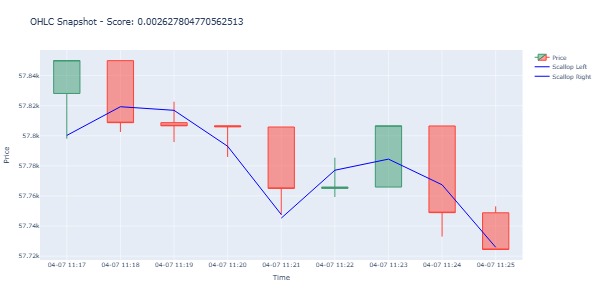 OHLC Snapshot - Score: 0.002627804770562513
Price
Scallop Left
Scallop Right
57.84k
57.82k
57.8k
57.78k
57.76k
57.74k
57.72k
Price
04-07 11:17 04-07 11:18 04-07 11:19 04-07 11:20 04-07 11:21 04-07 11:22 04-07 11:23 04-07 11:24 04-07 11:25
Time